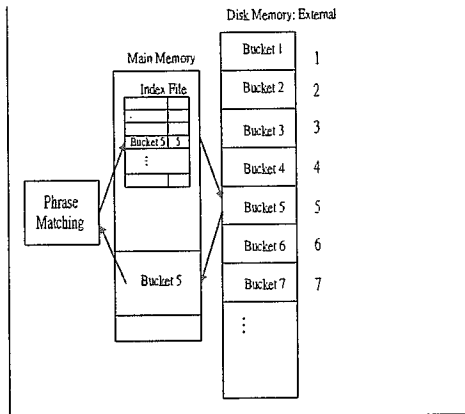 Disk Memory: External
Main Memory
Index File
Bucket 5 5
Phrase
Matching
Bucket 5
Bucket 1 1
Bucket 2 2
Bucket 3 3
Bucket 4 4
Bucket 5 5
Bucket 6 6
Bucket 7 7